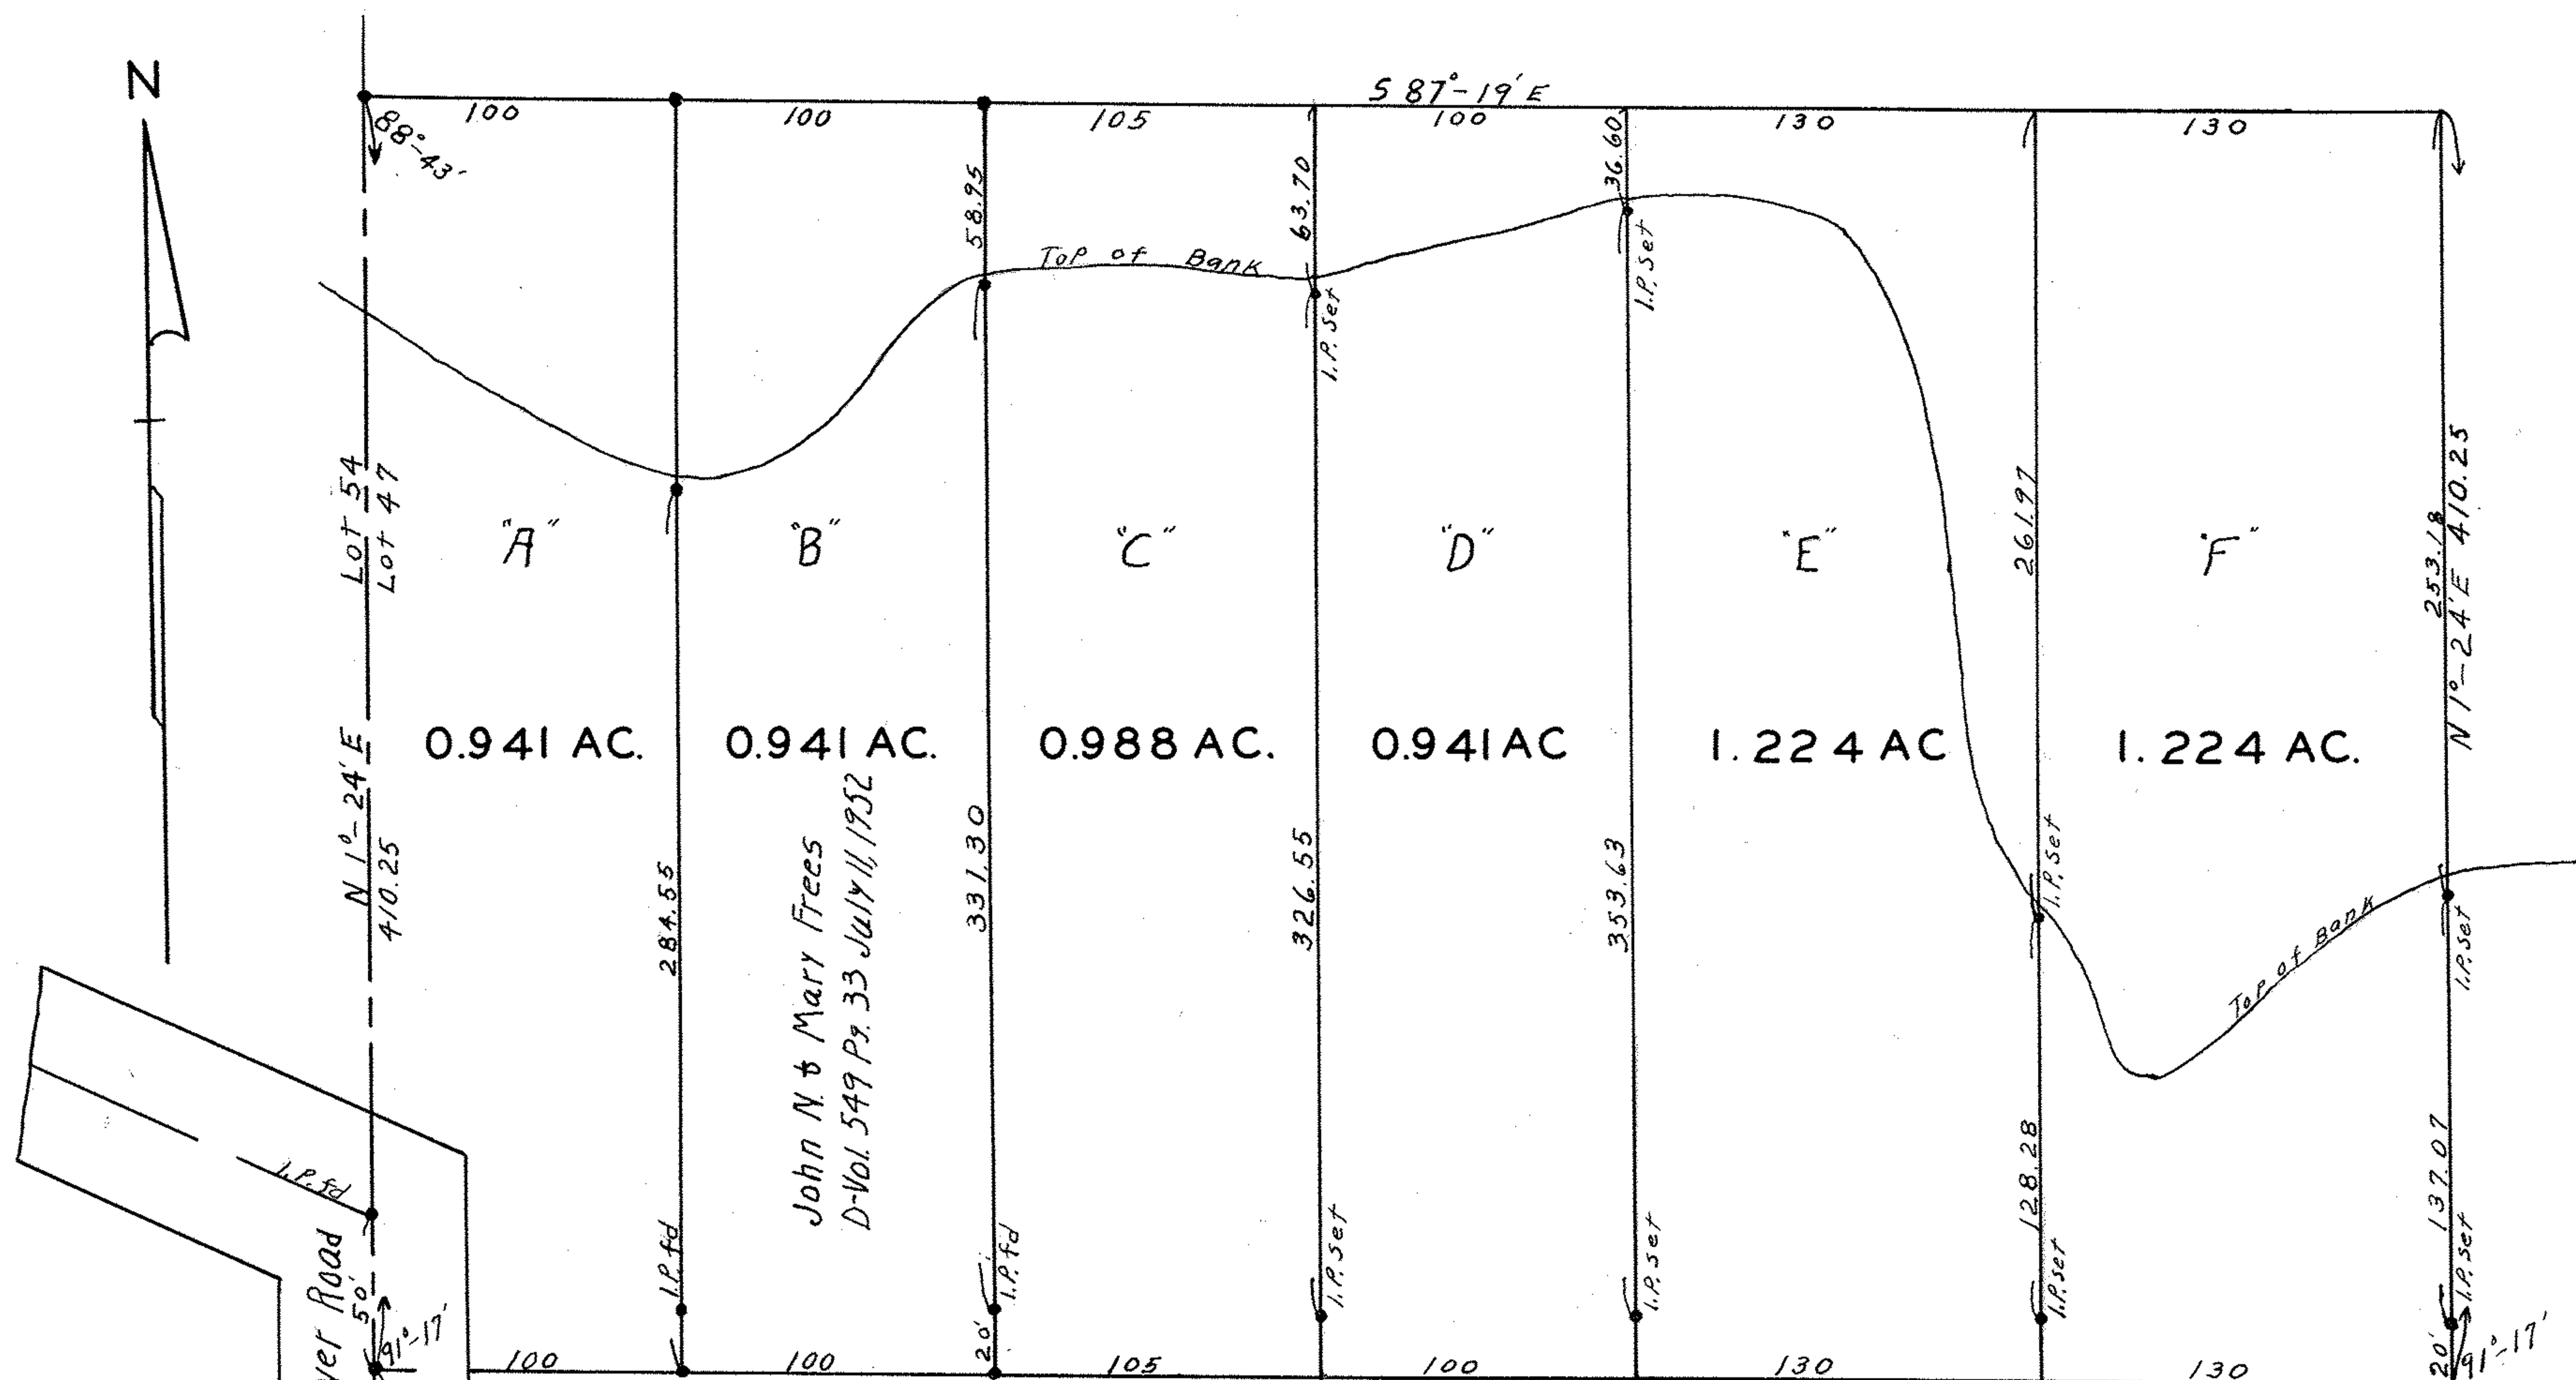 N
S 87°-19' E
100
100
105
100
130
130
88°-43'
58.95
63.70
36.60
Top of Bank
I.P. Set
I.P. Set
Lot 54
Lot 47
"A"
"B"
"C"
"D"
"E"
"F"
261.97
253.18
N 1°-24' E 410.25
0.941 AC.
0.941 AC.
0.988 AC.
0.941 AC
1.224 AC
1.224 AC.
N 1°-24' E
410.25
284.55
John N. & Mary Frees
D-Vol. 549 Pg. 33 July 11, 1952
331.30
326.55
353.63
I.P. Set
I.P. Set
Top of Bank
128.28
137.07
I.P. fd
I.P. fd
I.P. fd
I.P. set
I.P. set
I.P. set
I.P. set
ver Road
50'
91°-17'
20'
20'
91°-17'
100
100
105
100
130
130